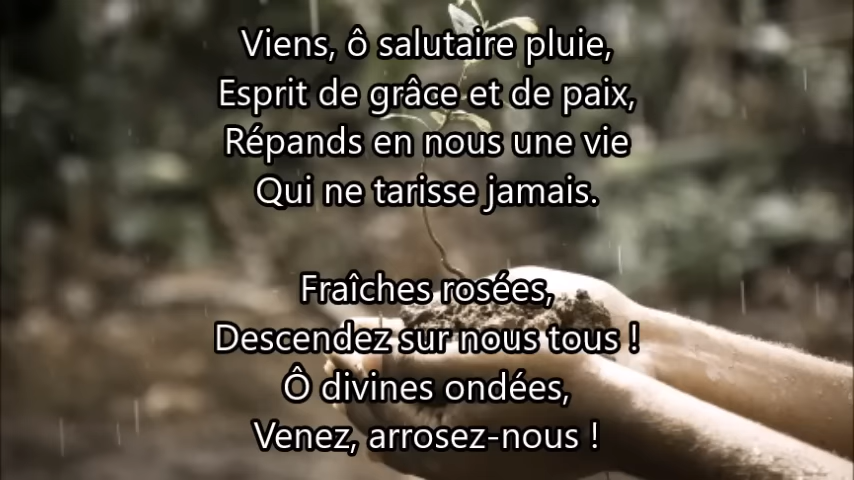 Viens, ô salutaire pluie,
Esprit de grâce et de paix,
Répands en nous une vie
Qui ne tarisse jamais.
Fraîches rosées,
Descendez sur nous tous !
Ô divines ondées,
Venez, arrosez-nous !